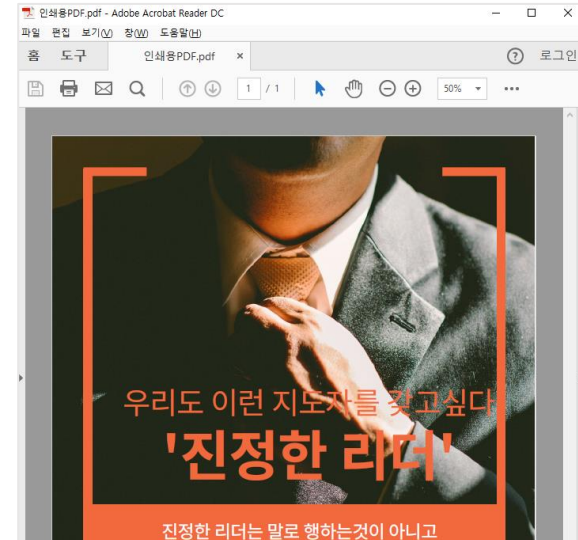 인쇄용PDF.pdf - Adobe Acrobat Reader DC
파일 편집 보기(V) 창(W) 도움말(H)
홈 도구 인쇄용PDF.pdf × ? 로그인
1 / 1 50%
우리도 이런 지도자를 갖고싶다
'진정한 리더'
진정한 리더는 말로 행하는것이 아니고